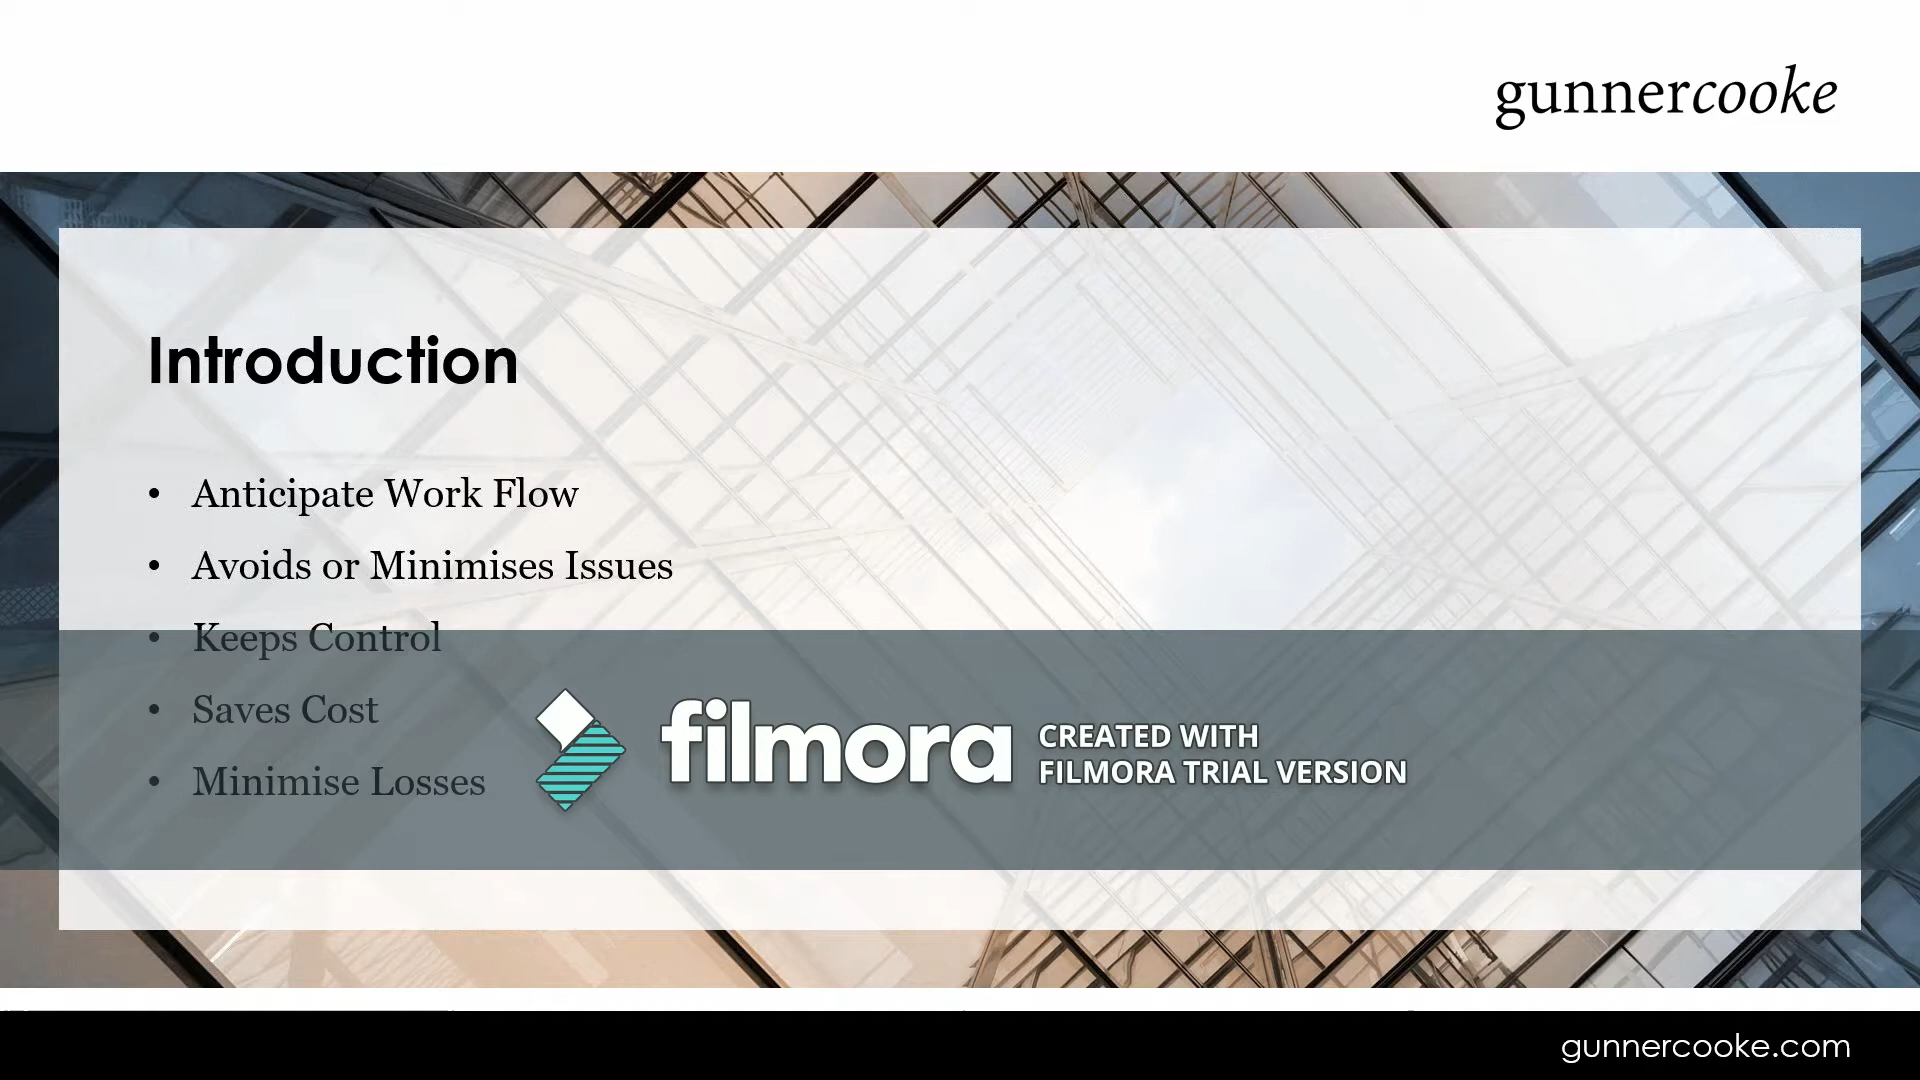 gunnercooke
Introduction
• Anticipate Work Flow
• Avoids or Minimises Issues
• Keeps Control
• Saves Cost
• Minimise Losses
filmora
CREATED WITH
FILMORA TRIAL VERSION
gunnercooke.com